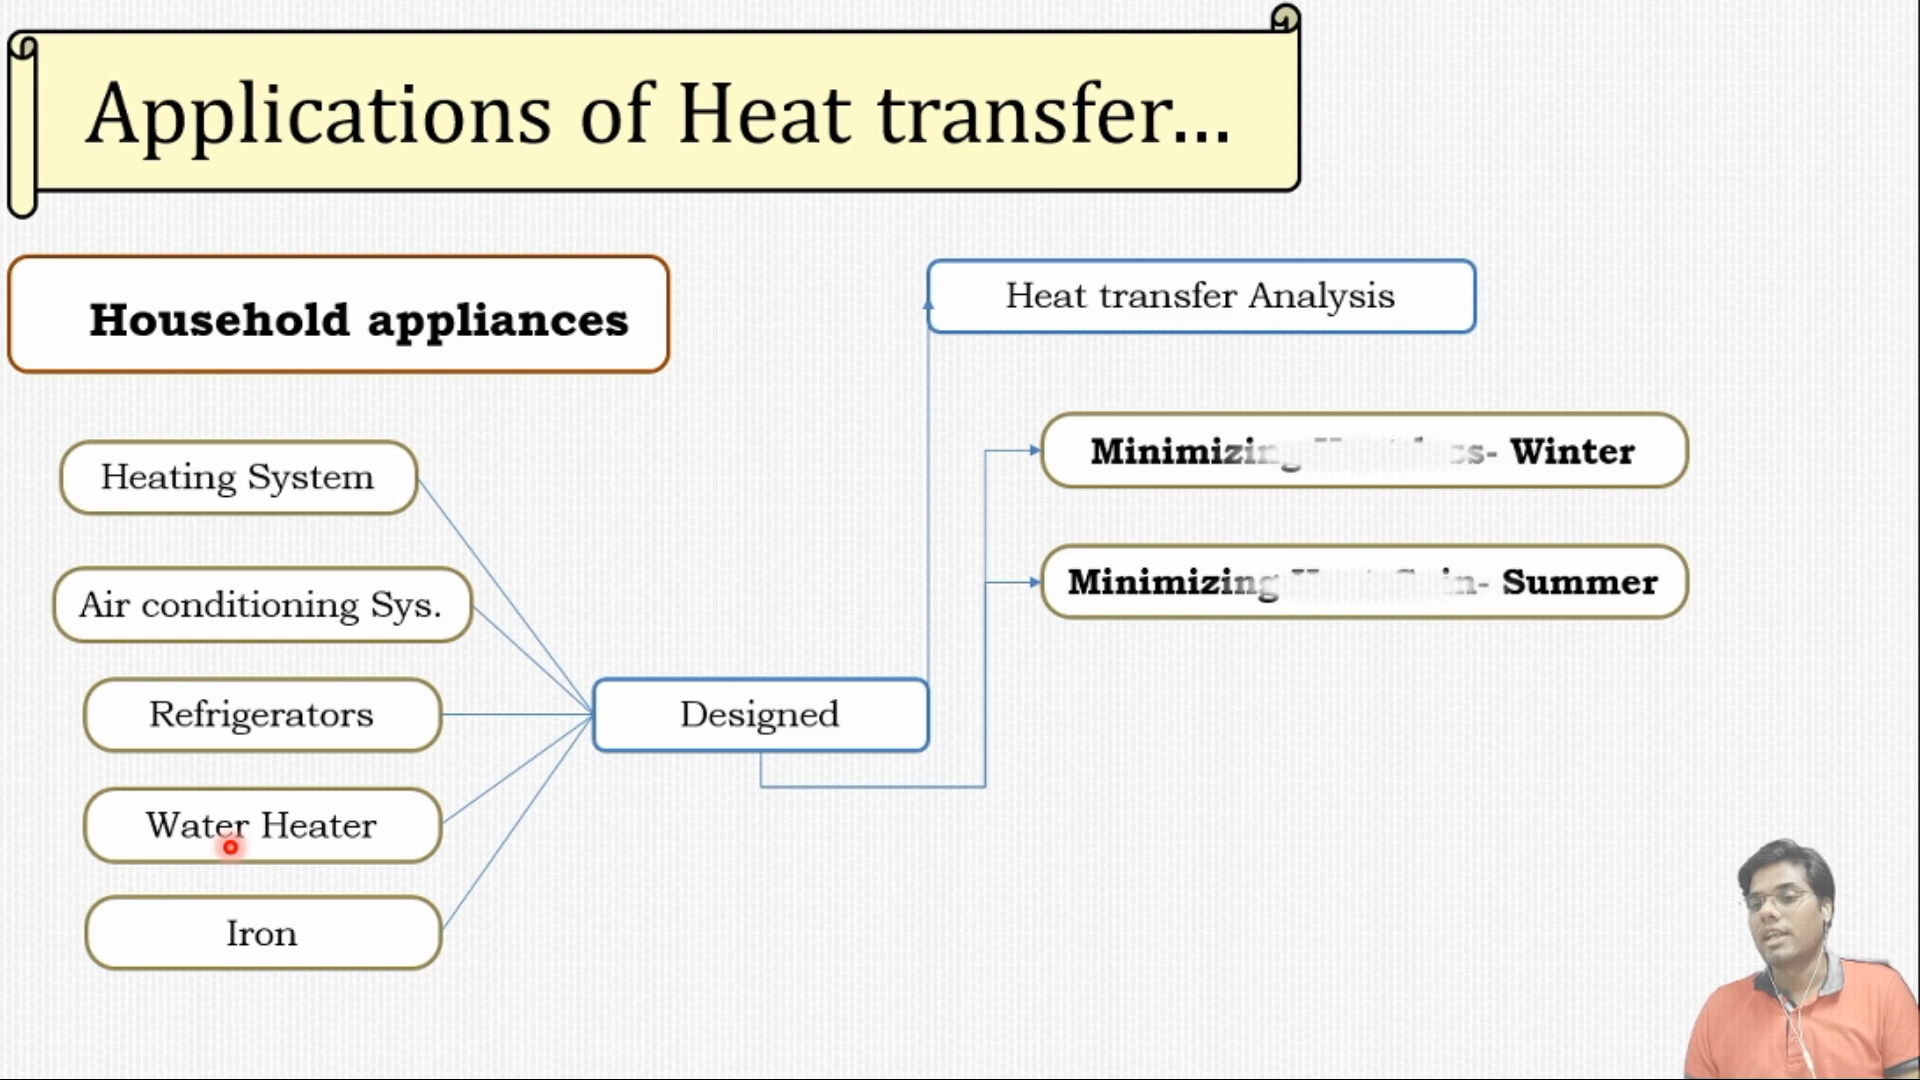 Applications of Heat transfer...
Household appliances
Heat transfer Analysis
Heating System
Minimizing - Winter
Air conditioning Sys.
Minimizing - Summer
Refrigerators
Designed
Water Heater
Iron